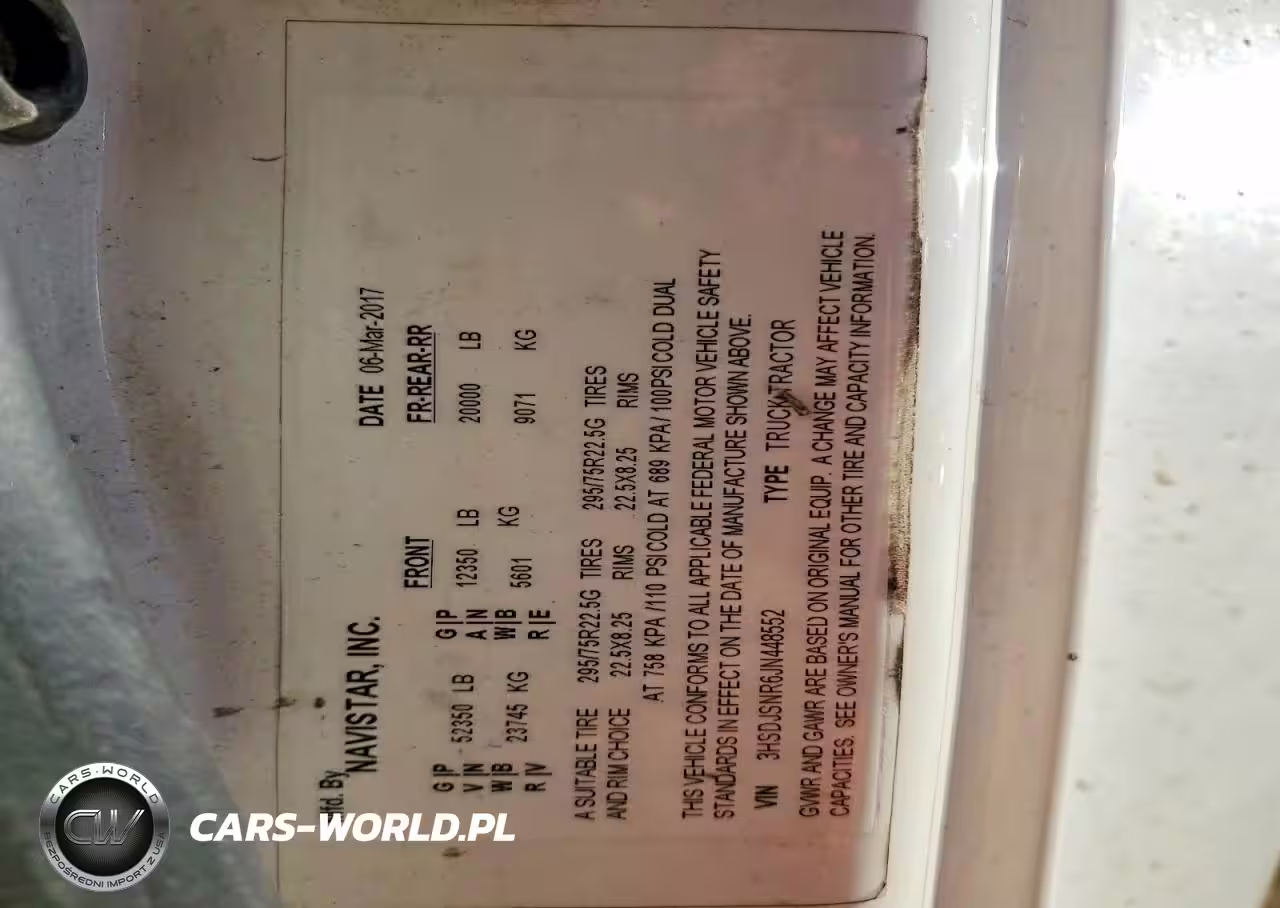 Mfd. By
NAVISTAR, INC. DATE 06-Mar-2017
FRONT FR-REAR-RR
G|P 52350 LB G|P 12350 LB 20000 LB
V|N A|N
W|B 23745 KG W|B 5601 KG 9071 KG
R|V R|E
A SUITABLE TIRE 295/75R22.5G TIRES 295/75R22.5G TIRES
AND RIM CHOICE 22.5X8.25 RIMS 22.5X8.25 RIMS
AT 758 KPA /110 PSI COLD AT 689 KPA / 100PSI COLD DUAL
THIS VEHICLE CONFORMS TO ALL APPLICABLE FEDERAL MOTOR VEHICLE SAFETY
STANDARDS IN EFFECT ON THE DATE OF MANUFACTURE SHOWN ABOVE.
VIN 3HSDJSNR6JN448552 TYPE TRUCK-TRACTOR
GVWR AND GAWR ARE BASED ON ORIGINAL EQUIP. A CHANGE MAY AFFECT VEHICLE
CAPACITIES. SEE OWNER'S MANUAL FOR OTHER TIRE AND CAPACITY INFORMATION.
CARS-WORLD
CW
BEZPOŚREDNI IMPORT Z USA
CARS-WORLD.PL